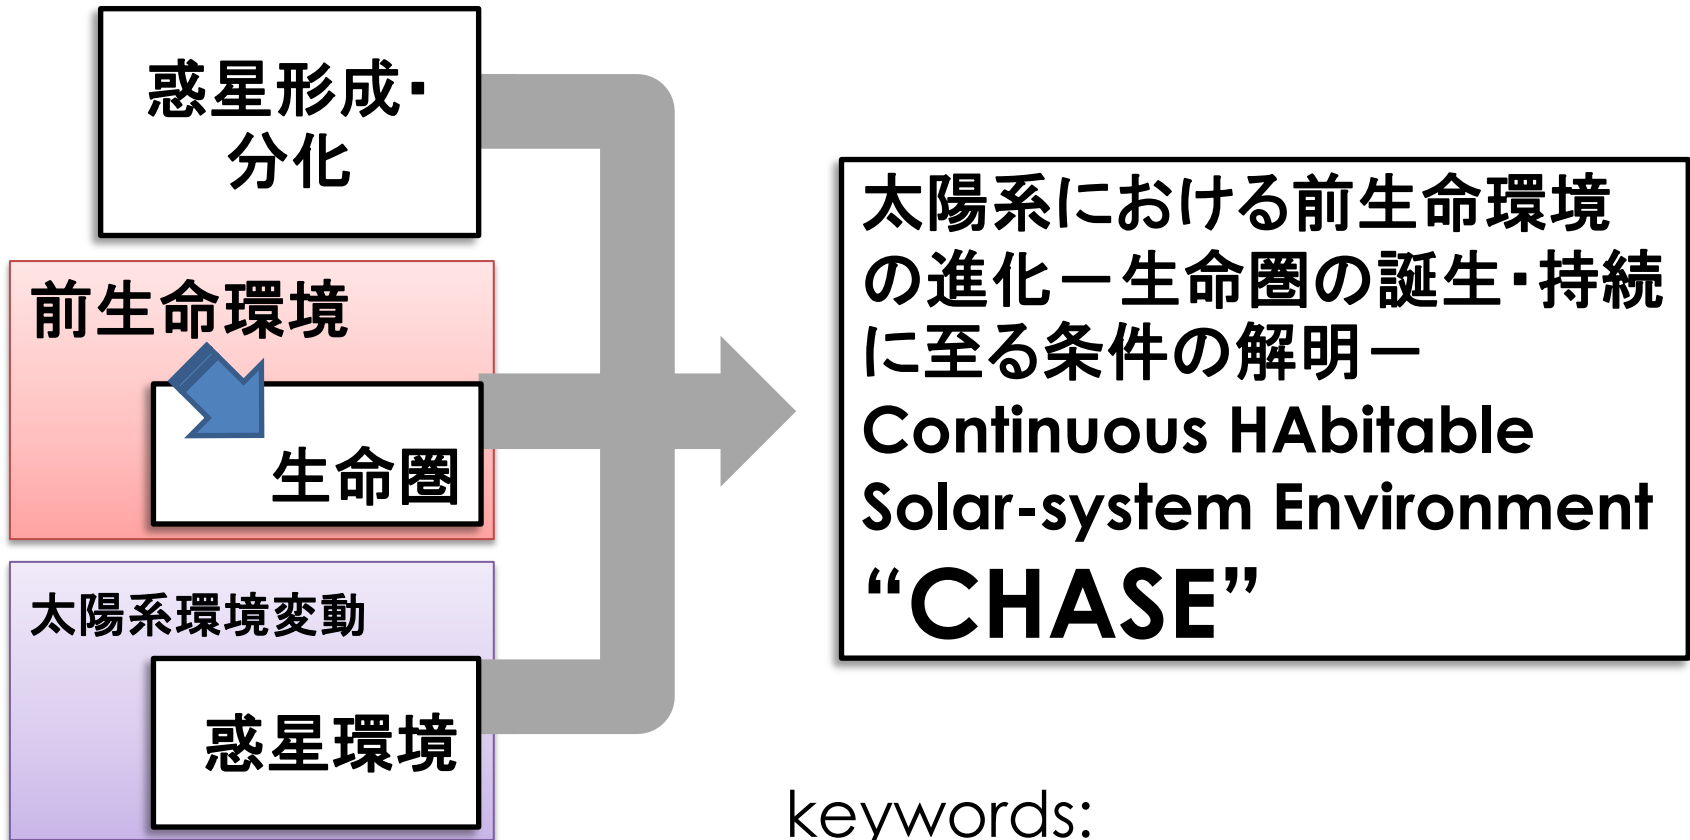 惑星形成・
分化
前生命環境
生命圏
太陽系環境変動
惑星環境
太陽系における前生命環境
の進化－生命圏の誕生・持続
に至る条件の解明－
Continuous HAbitable
Solar-system Environment
“CHASE”
keywords: